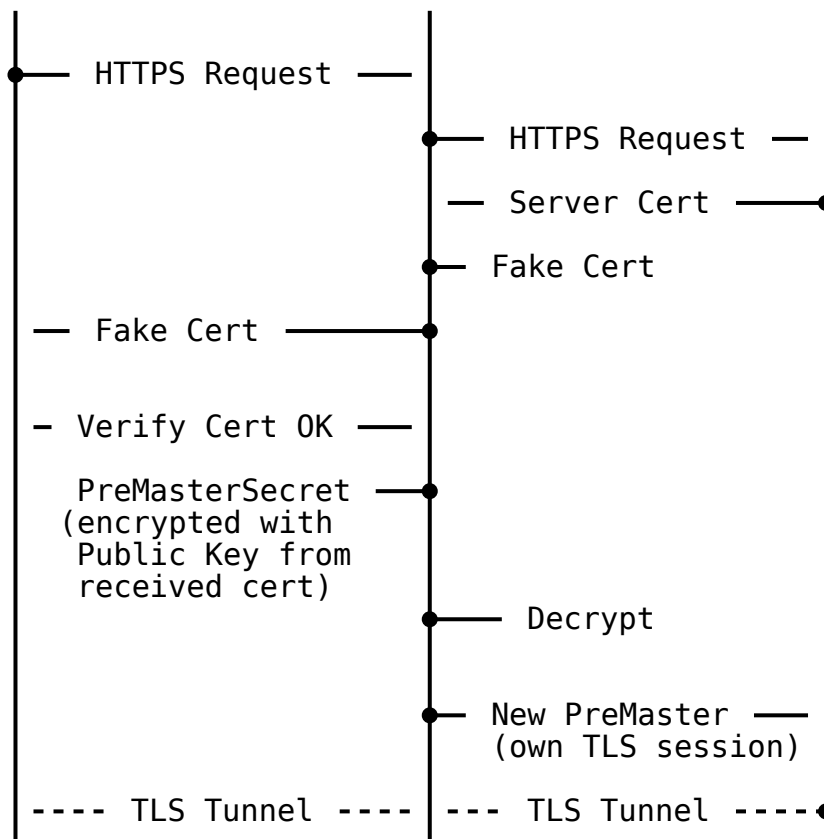 HTTPS Request
HTTPS Request
Server Cert
Fake Cert
Fake Cert
Verify Cert OK
PreMasterSecret
(encrypted with
Public Key from
received cert)
Decrypt
New PreMaster
(own TLS session)
TLS Tunnel
TLS Tunnel